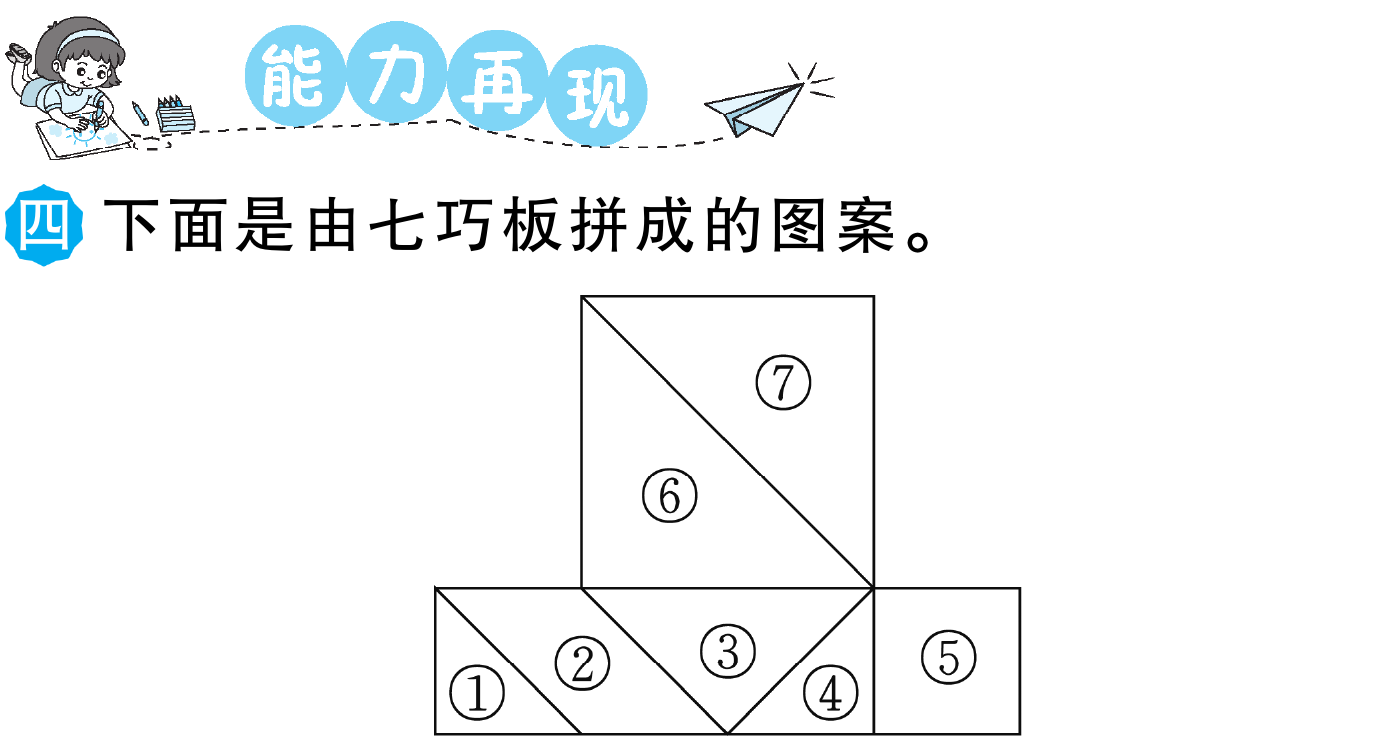 能力再现
四 下面是由七巧板拼成的图案。
⑦
⑥
① ② ③ ④ ⑤